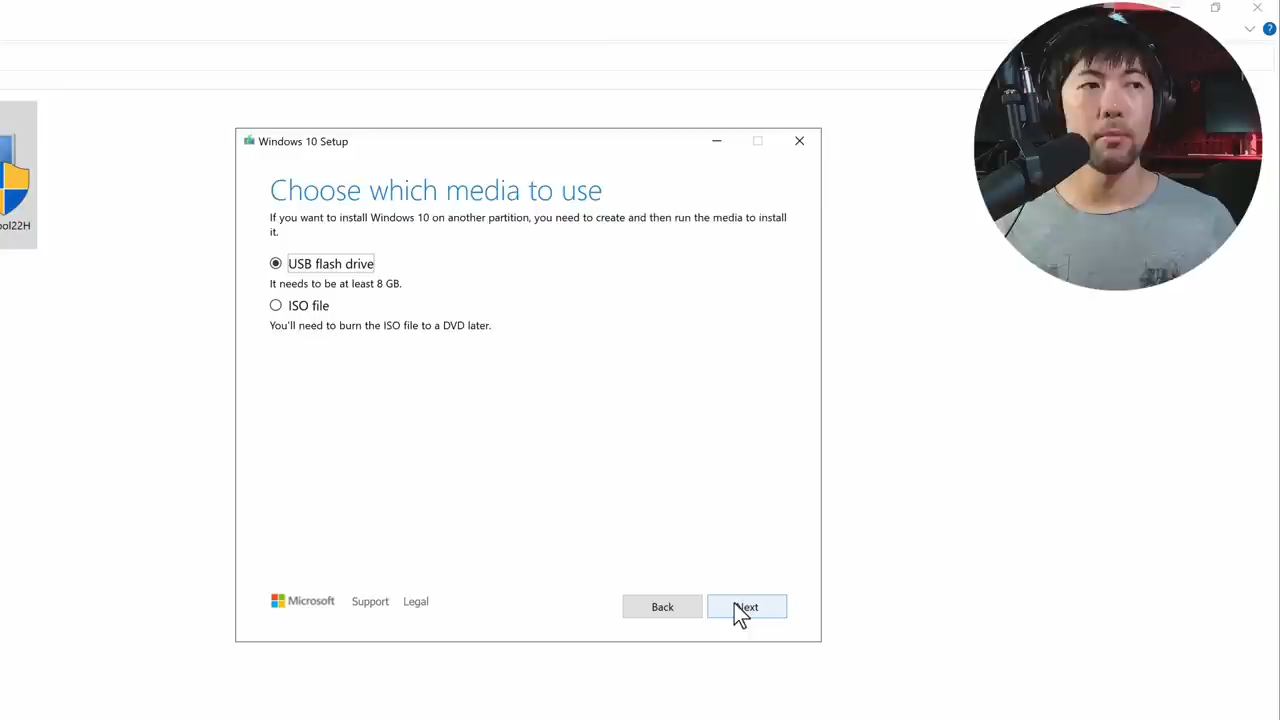 Windows 10 Setup
Choose which media to use
If you want to install Windows 10 on another partition, you need to create and then run the media to install
it.
USB flash drive
It needs to be at least 8 GB.
ISO file
You'll need to burn the ISO file to a DVD later.
ool22H
Microsoft Support Legal
Back Next